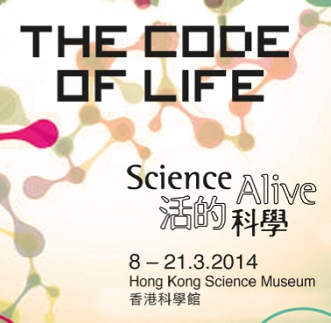 THE CODE
OF LIFE
Science Alive
活的科學
8 – 21.3.2014
Hong Kong Science Museum
香港科學館